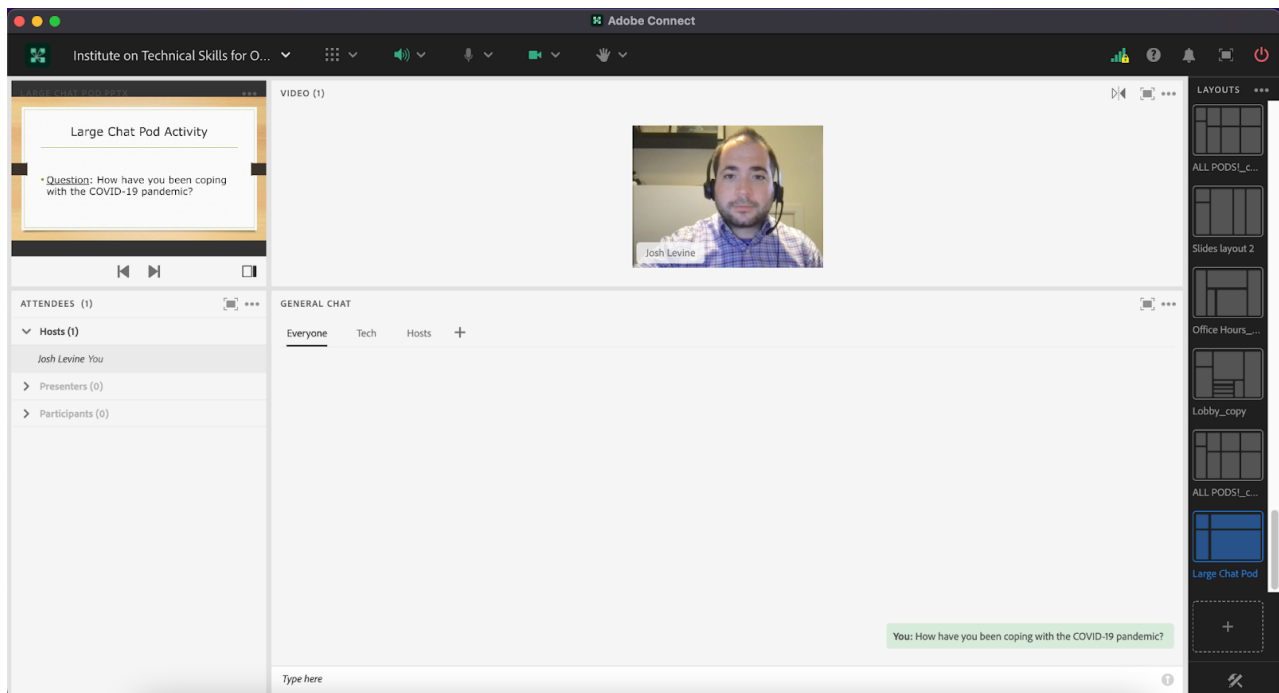 Adobe Connect
Institute on Technical Skills for O...
LARGE CHAT POD.PPTX
Large Chat Pod Activity
• Question: How have you been coping
with the COVID-19 pandemic?
VIDEO (1)
Josh Levine
ATTENDEES (1)
Hosts (1)
Josh Levine You
Presenters (0)
Participants (0)
GENERAL CHAT
Everyone Tech Hosts
You: How have you been coping with the COVID-19 pandemic?
Type here
LAYOUTS
ALL PODS!_c...
Slides layout 2
Office Hours_...
Lobby_copy
ALL PODS!_c...
Large Chat Pod